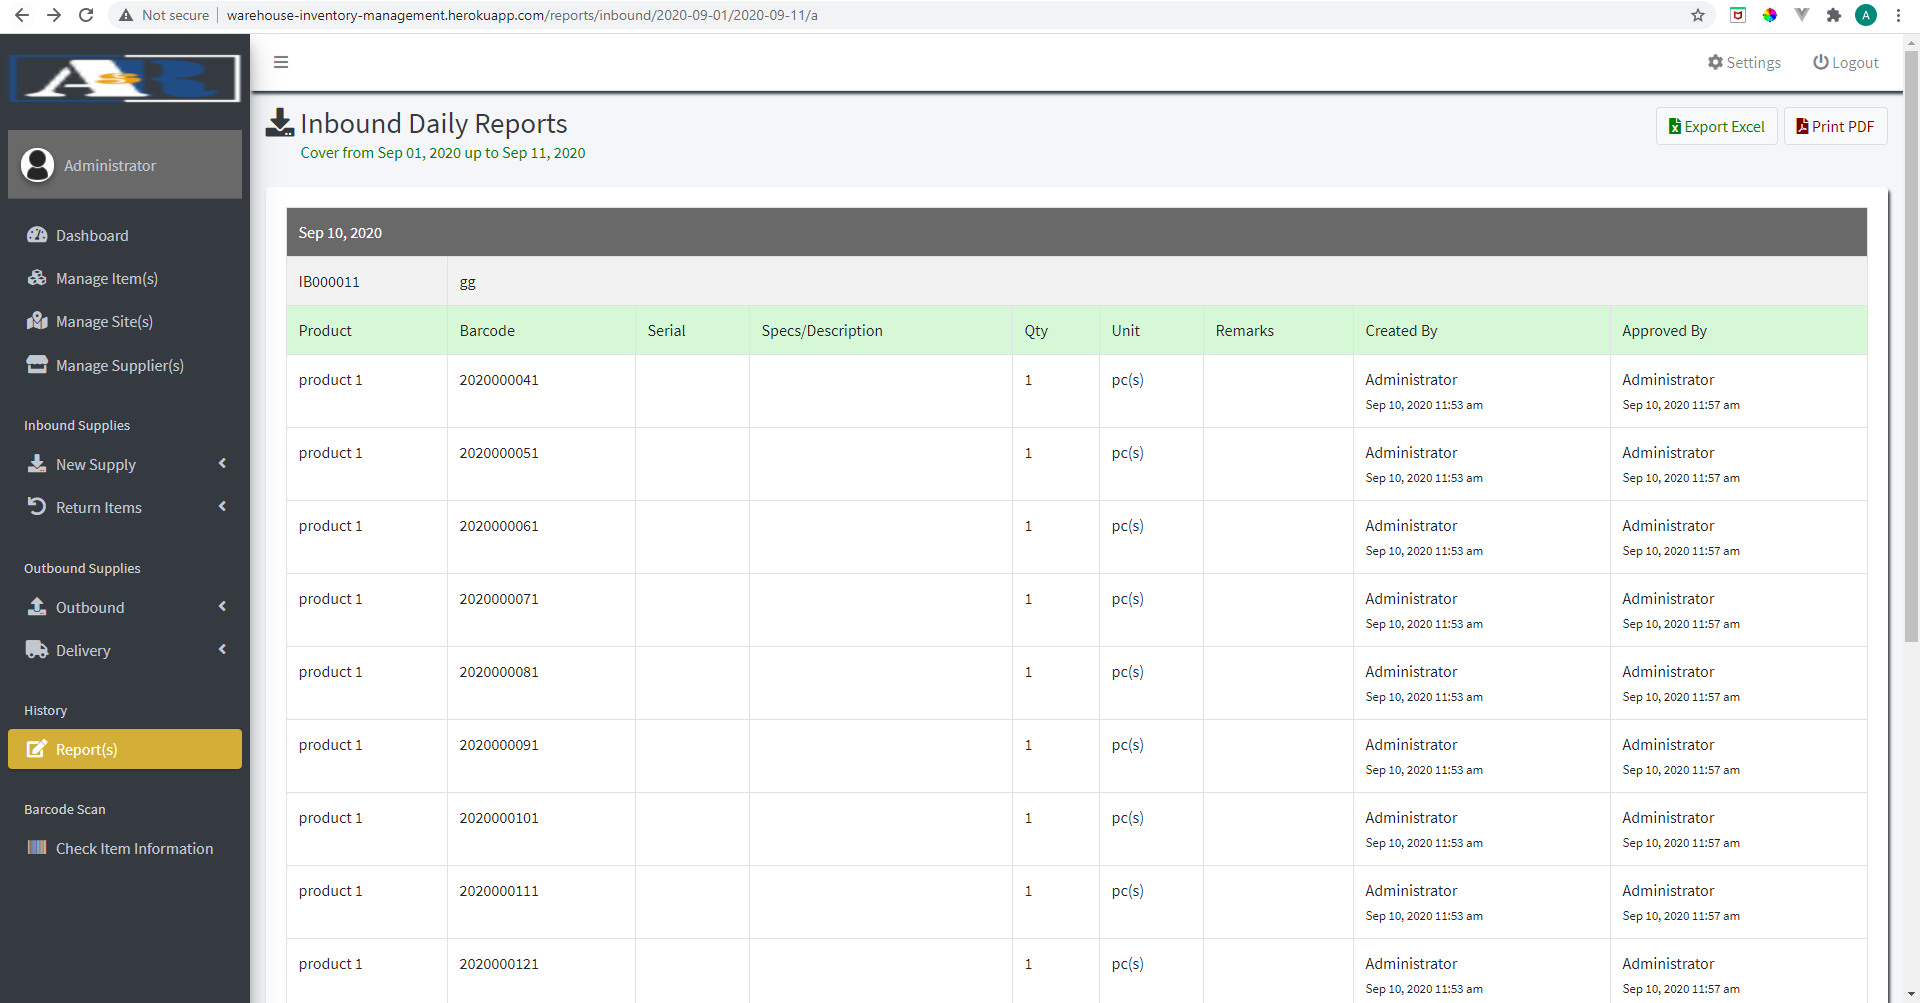 Not secure | warehouse-inventory-management.herokuapp.com/reports/inbound/2020-09-01/2020-09-11/a
A
ASR
Settings Logout
Administrator
Dashboard
Manage Item(s)
Manage Site(s)
Manage Supplier(s)
Inbound Supplies
New Supply
Return Items
Outbound Supplies
Outbound
Delivery
History
Report(s)
Barcode Scan
Check Item Information
Inbound Daily Reports
Cover from Sep 01, 2020 up to Sep 11, 2020
Export Excel Print PDF
Sep 10, 2020
IB000011 gg
Product Barcode Serial Specs/Description Qty Unit Remarks Created By Approved By
product 1 2020000041 1 pc(s) Administrator Administrator
Sep 10, 2020 11:53 am Sep 10, 2020 11:57 am
product 1 2020000051 1 pc(s) Administrator Administrator
Sep 10, 2020 11:53 am Sep 10, 2020 11:57 am
product 1 2020000061 1 pc(s) Administrator Administrator
Sep 10, 2020 11:53 am Sep 10, 2020 11:57 am
product 1 2020000071 1 pc(s) Administrator Administrator
Sep 10, 2020 11:53 am Sep 10, 2020 11:57 am
product 1 2020000081 1 pc(s) Administrator Administrator
Sep 10, 2020 11:53 am Sep 10, 2020 11:57 am
product 1 2020000091 1 pc(s) Administrator Administrator
Sep 10, 2020 11:53 am Sep 10, 2020 11:57 am
product 1 2020000101 1 pc(s) Administrator Administrator
Sep 10, 2020 11:53 am Sep 10, 2020 11:57 am
product 1 2020000111 1 pc(s) Administrator Administrator
Sep 10, 2020 11:53 am Sep 10, 2020 11:57 am
product 1 2020000121 1 pc(s) Administrator Administrator
Sep 10, 2020 11:53 am Sep 10, 2020 11:57 am